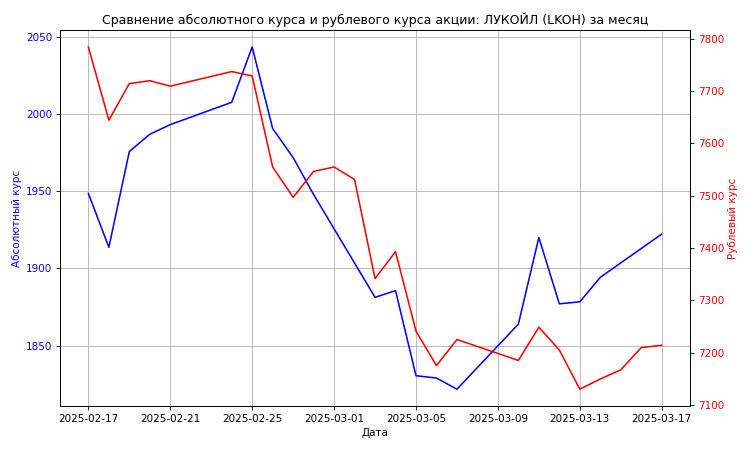 Сравнение абсолютного курса и рублевого курса акции: ЛУКОЙЛ (LKOH) за месяц
2050
2000
1950
1900
1850
Абсолютный курс
7800
7700
7600
7500
7400
7300
7200
7100
Рублевый курс
2025-02-17 2025-02-21 2025-02-25 2025-03-01 2025-03-05 2025-03-09 2025-03-13 2025-03-17
Дата